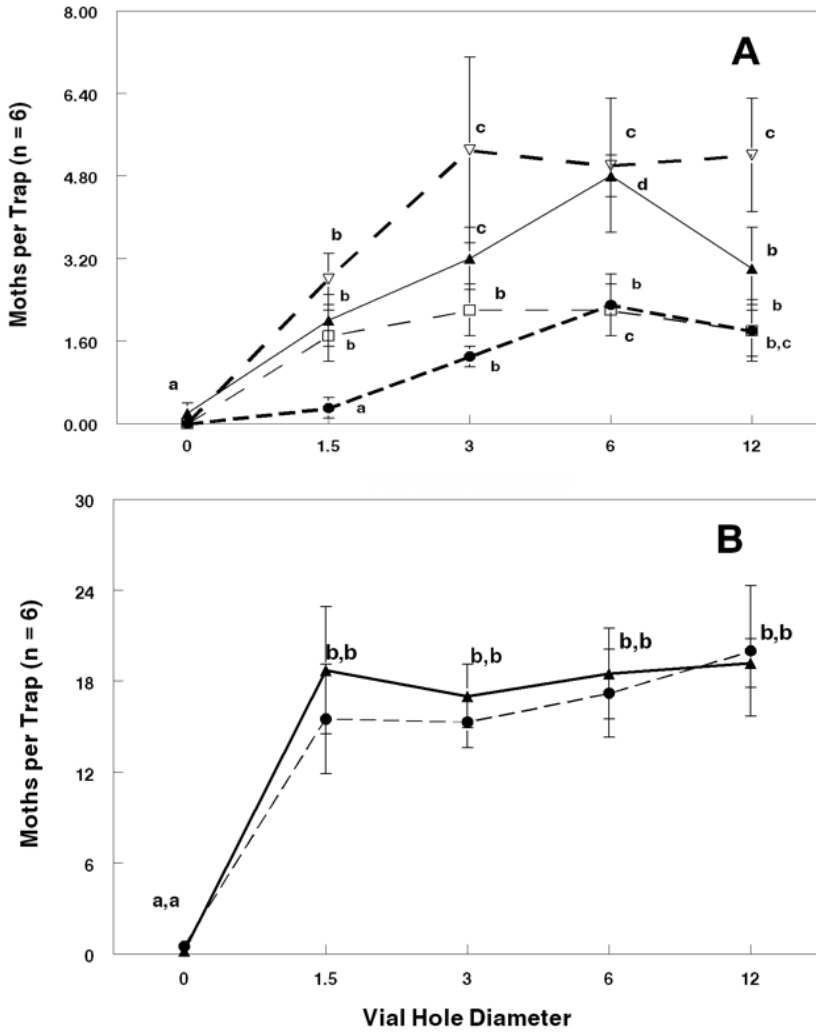 8.00
A
6.40
c
c
c
4.80
d
c
b
3.20
b
b
b
b
b
1.60
b
c
b,c
a
b
a
0.00
0
1.5
3
6
12
Moths per Trap (n = 6)
30
B
24
b,b
b,b
b,b
b,b
18
12
6
a,a
0
0
1.5
3
6
12
Moths per Trap (n = 6)
Vial Hole Diameter